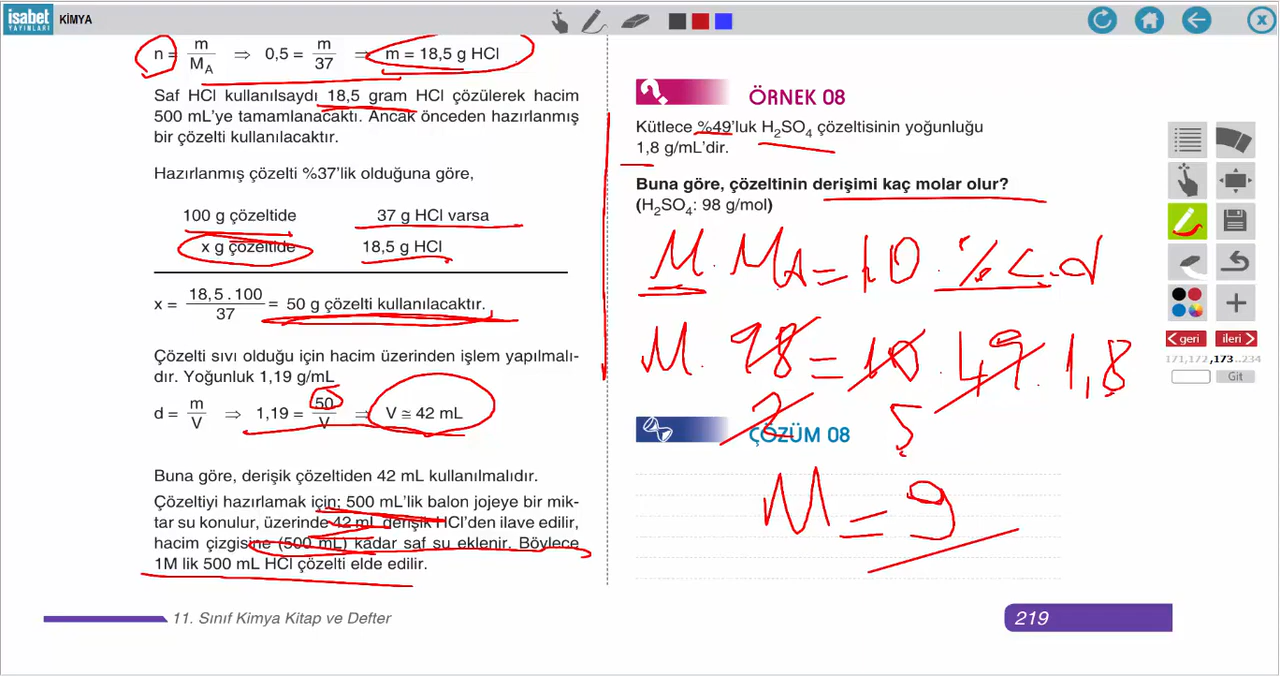 isabet
YAYINLARI
KİMYA
n = m/M_A ⇒ 0,5 = m/37 ⇒ m = 18,5 g HCl
Saf HCl kullanılsaydı 18,5 gram HCl çözülerek hacim
500 mL'ye tamamlanacaktı. Ancak önceden hazırlanmış
bir çözelti kullanılacaktır.
Hazırlanmış çözelti %37'lik olduğuna göre,
100 g çözeltide 37 g HCl varsa
x g çözeltide 18,5 g HCl
x = 18,5 . 100/37 = 50 g çözelti kullanılacaktır.
Çözelti sıvı olduğu için hacim üzerinden işlem yapılmalı-
dır. Yoğunluk 1,19 g/mL
d = m/V ⇒ 1,19 = 50/V ⇒ V ≅ 42 mL
Buna göre, derişik çözeltiden 42 mL kullanılmalıdır.
Çözeltiyi hazırlamak için; 500 mL'lik balon jojeye bir mik-
tar su konulur, üzerinde 42 mL derişik HCl'den ilave edilir,
hacim çizgisine (500 mL) kadar saf su eklenir. Böylece
1M lik 500 mL HCl çözelti elde edilir.
11. Sınıf Kimya Kitap ve Defter
ÖRNEK 08
Kütlece %49'luk H₂SO₄ çözeltisinin yoğunluğu
1,8 g/mL'dir.
Buna göre, çözeltinin derişimi kaç molar olur?
(H₂SO₄: 98 g/mol)
M . MA = 10 . %C . d
M . 98 = 10 . 49 . 1,8
2 5
ÇÖZÜM 08
M = 9
219
geri ileri
171,172,173..234
Git